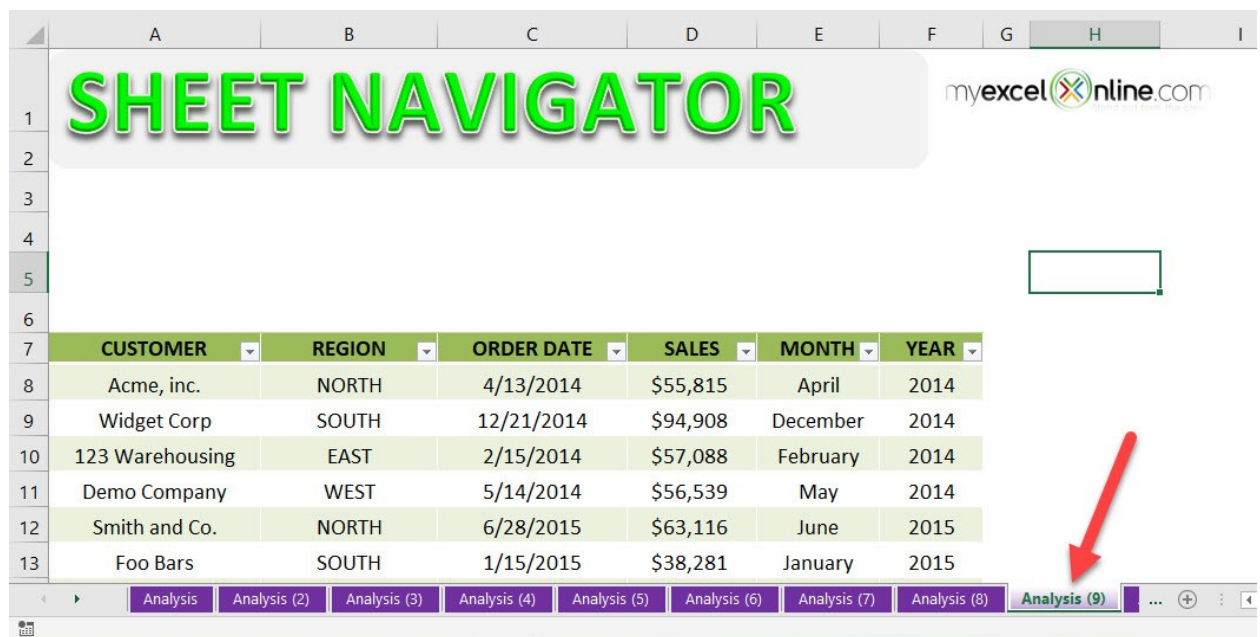 A B C D E F G H I
1 SHEET NAVIGATOR myexcelonline.com
2
3
4
5
6
7 CUSTOMER REGION ORDER DATE SALES MONTH YEAR
8 Acme, inc. NORTH 4/13/2014 $55,815 April 2014
9 Widget Corp SOUTH 12/21/2014 $94,908 December 2014
10 123 Warehousing EAST 2/15/2014 $57,088 February 2014
11 Demo Company WEST 5/14/2014 $56,539 May 2014
12 Smith and Co. NORTH 6/28/2015 $63,116 June 2015
13 Foo Bars SOUTH 1/15/2015 $38,281 January 2015
Analysis Analysis (2) Analysis (3) Analysis (4) Analysis (5) Analysis (6) Analysis (7) Analysis (8) Analysis (9) ...